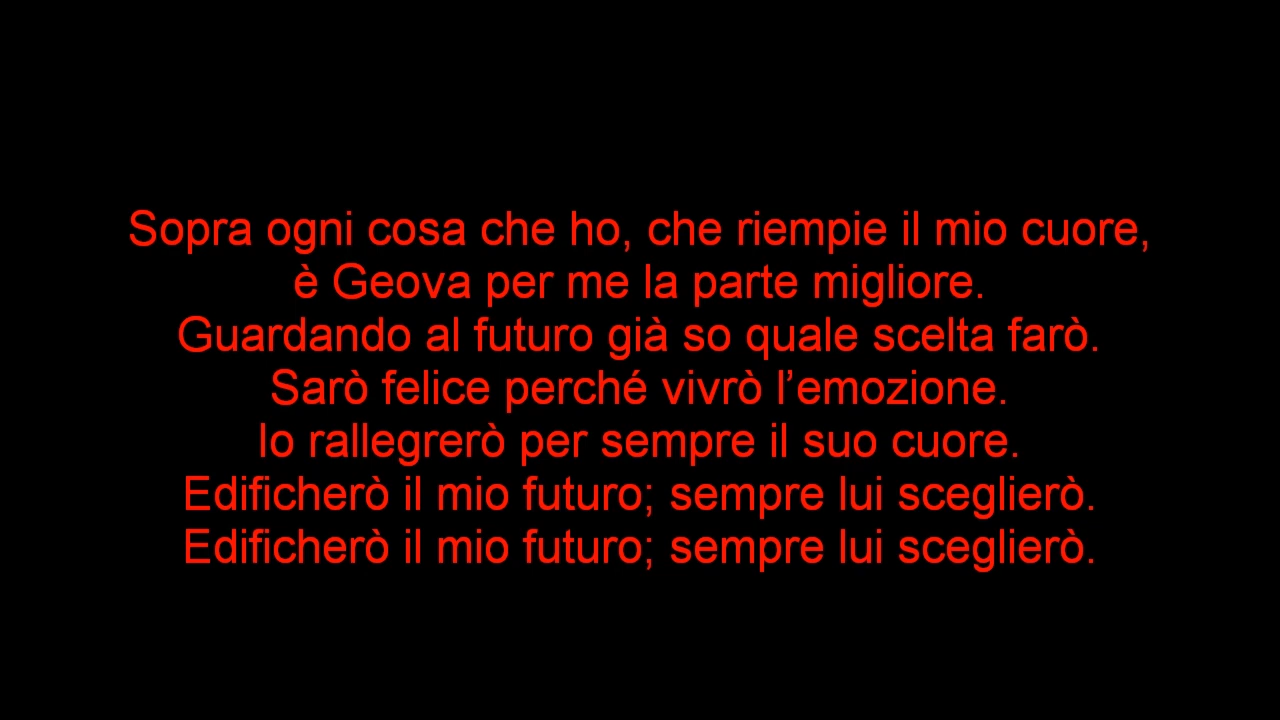 Sopra ogni cosa che ho, che riempie il mio cuore,
è Geova per me la parte migliore.
Guardando al futuro già so quale scelta farò.
Sarò felice perché vivrò l’emozione.
Io rallegrerò per sempre il suo cuore.
Edificherò il mio futuro; sempre lui sceglierò.
Edificherò il mio futuro; sempre lui sceglierò.